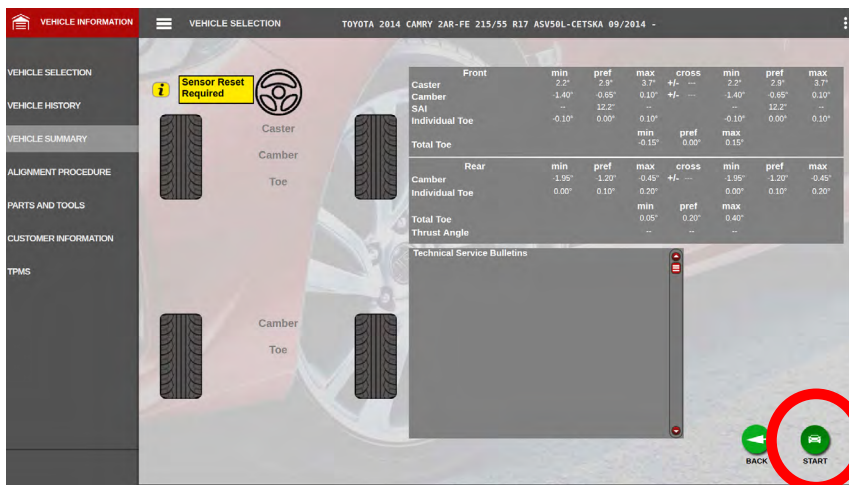 VEHICLE INFORMATION
VEHICLE SELECTION
TOYOTA 2014 CAMRY 2AR-FE 215/55 R17 ASV50L-CETSKA 09/2014 -
VEHICLE SELECTION
VEHICLE HISTORY
VEHICLE SUMMARY
ALIGNMENT PROCEDURE
PARTS AND TOOLS
CUSTOMER INFORMATION
TPMS
i Sensor Reset
Required
Caster
Camber
Toe
Camber
Toe
Front min pref max cross min pref max
Caster 2.2° 2.9° 3.7° +/- --- 2.2° 2.9° 3.7°
Camber -1.40° -0.65° 0.10° +/- --- -1.40° -0.65° 0.10°
SAI -- 12.2° -- -- 12.2° --
Individual Toe -0.10° 0.00° 0.10° -0.10° 0.00° 0.10°
min pref max
Total Toe -0.15° 0.00° 0.15°
Rear min pref max cross min pref max
Camber -1.95° -1.20° -0.45° +/- --- -1.95° -1.20° -0.45°
Individual Toe 0.00° 0.10° 0.20° 0.00° 0.10° 0.20°
min pref max
Total Toe 0.05° 0.20° 0.40°
Thrust Angle -- -- --
Technical Service Bulletins
BACK
START